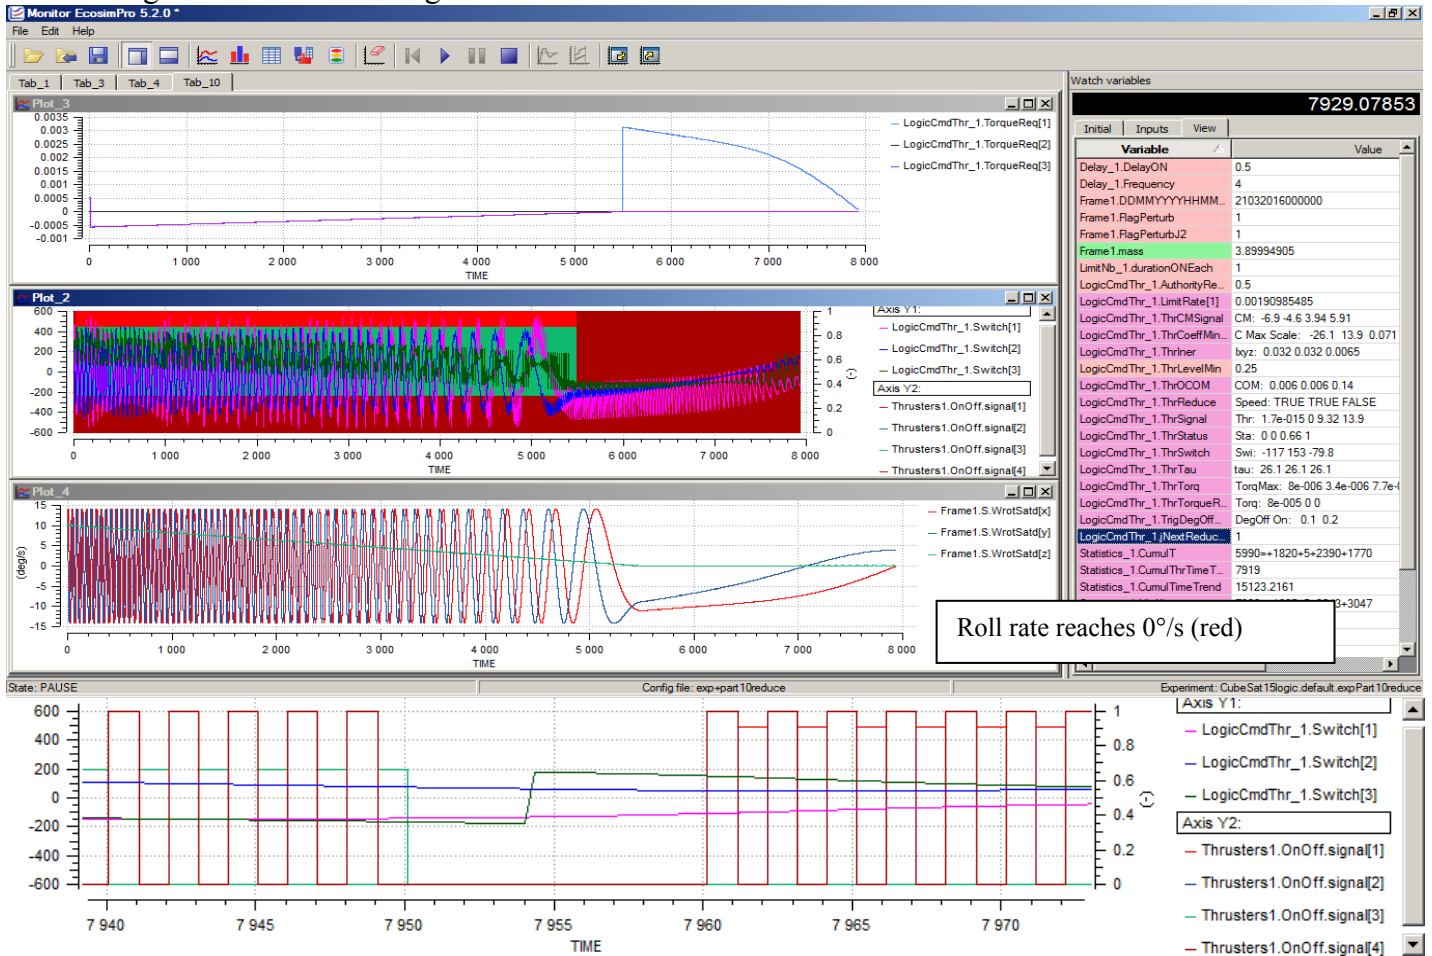 Monitor EcosimPro 5.2.0 *
File Edit Help
Tab_1 Tab_3 Tab_4 Tab_10
Plot_3
0.0035
0.003
0.0025
0.002
0.0015
0.001
0.0005
0
-0.0005
-0.001
0 1 000 2 000 3 000 4 000 5 000 6 000 7 000 8 000
TIME
LogicCmdThr_1.TorqueReq[1]
LogicCmdThr_1.TorqueReq[2]
LogicCmdThr_1.TorqueReq[3]
Plot_2
600
400
200
0
-200
-400
-600
1
0.8
0.6
0.4
0.2
0
(-)
0 1 000 2 000 3 000 4 000 5 000 6 000 7 000 8 000
TIME
Axis Y1:
LogicCmdThr_1.Switch[1]
LogicCmdThr_1.Switch[2]
LogicCmdThr_1.Switch[3]
Axis Y2:
Thrusters1.OnOff.signal[1]
Thrusters1.OnOff.signal[2]
Thrusters1.OnOff.signal[3]
Thrusters1.OnOff.signal[4]
Plot_4
15
10
5
0
-5
-10
-15
(deg/s)
0 1 000 2 000 3 000 4 000 5 000 6 000 7 000 8 000
TIME
Frame1.S.WrotSatd[x]
Frame1.S.WrotSatd[y]
Frame1.S.WrotSatd[z]
Watch variables
7929.07853
Initial Inputs View
Variable Value
Delay_1.DelayON 0.5
Delay_1.Frequency 4
Frame1.DDMMYYYYHHMM... 21032016000000
Frame1.FlagPerturb 1
Frame1.FlagPerturbJ2 1
Frame1.mass 3.89994905
LimitNb_1.durationONEach 1
LogicCmdThr_1.AuthorityRe... 0.5
LogicCmdThr_1.LimitRate[1] 0.00190985485
LogicCmdThr_1.ThrCMSignal CM: -6.9 -4.6 3.94 5.91
LogicCmdThr_1.ThrCoeffMin... C Max Scale: -26.1 13.9 0.071
LogicCmdThr_1.ThrIner Ixyz: 0.032 0.032 0.0065
LogicCmdThr_1.ThrLevelMin 0.25
LogicCmdThr_1.ThrOCOM COM: 0.006 0.006 0.14
LogicCmdThr_1.ThrReduce Speed: TRUE TRUE FALSE
LogicCmdThr_1.ThrSignal Thr: 1.7e-015 0 9.32 13.9
LogicCmdThr_1.ThrStatus Sta: 0 0 0.66 1
LogicCmdThr_1.ThrSwitch Swi: -117 153 -79.8
LogicCmdThr_1.ThrTau tau: 26.1 26.1 26.1
LogicCmdThr_1.ThrTorq TorqMax: 8e-006 3.4e-006 7.7e-
LogicCmdThr_1.ThrTorqueR... Torq: 8e-005 0 0
LogicCmdThr_1.TrigDegOff... DegOff On: 0.1 0.2
LogicCmdThr_1.jNextReduc... 1
Statistics_1.CumulT 5990=+1820+5+2390+1770
Statistics_1.CumulThrTimeT... 7919
Statistics_1.CumulTimeTrend 15123.2161
3+3047
Roll rate reaches 0°/s (red)
State: PAUSE Config file: exp+part10reduce Experiment: CubeSat15logic.default.expPart10reduce
600
400
200
0
-200
-400
-600
1
0.8
0.6
0.4
0.2
0
(-)
7 940 7 945 7 950 7 955 7 960 7 965 7 970
TIME
Axis Y1:
LogicCmdThr_1.Switch[1]
LogicCmdThr_1.Switch[2]
LogicCmdThr_1.Switch[3]
Axis Y2:
Thrusters1.OnOff.signal[1]
Thrusters1.OnOff.signal[2]
Thrusters1.OnOff.signal[3]
Thrusters1.OnOff.signal[4]